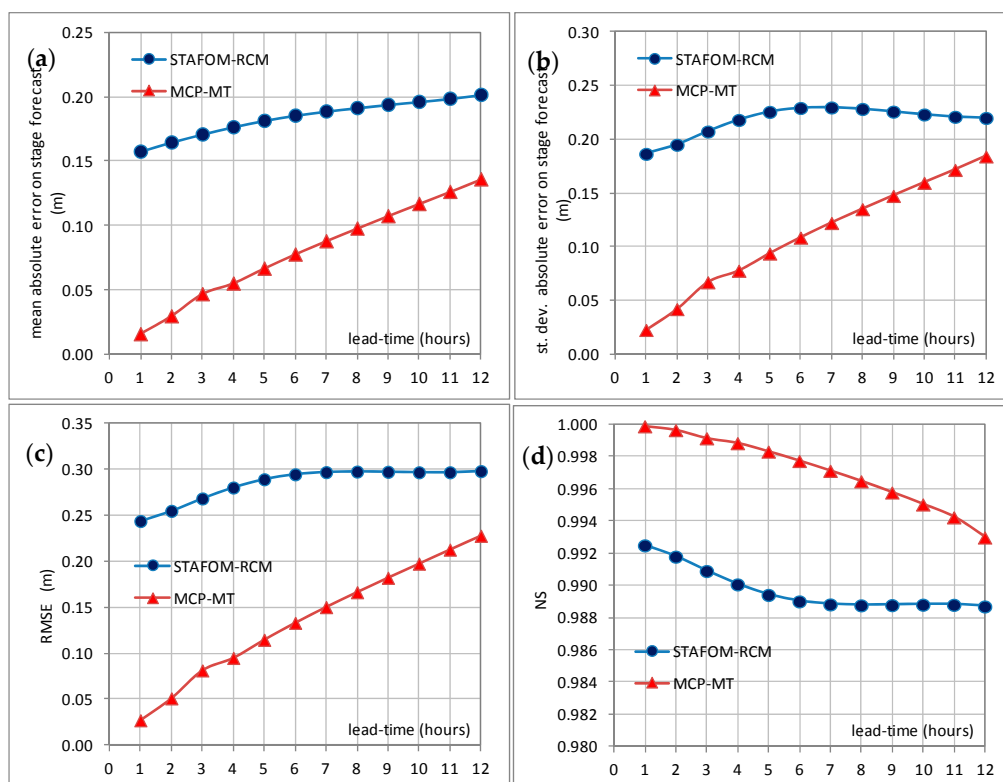 (a)
mean absolute error on stage forecast
(m)
0.25
0.20
0.15
0.10
0.05
0.00
STAFOM-RCM
MCP-MT
lead-time (hours)
0 1 2 3 4 5 6 7 8 9 10 11 12
(b)
st. dev. absolute error on stage forecast
(m)
0.30
0.25
0.20
0.15
0.10
0.05
0.00
STAFOM-RCM
MCP-MT
lead-time (hours)
0 1 2 3 4 5 6 7 8 9 10 11 12
(c)
RMSE (m)
0.35
0.30
0.25
0.20
0.15
0.10
0.05
0.00
STAFOM-RCM
MCP-MT
lead-time (hours)
0 1 2 3 4 5 6 7 8 9 10 11 12
(d)
NS
1.000
0.998
0.996
0.994
0.992
0.990
0.988
0.986
0.984
0.982
0.980
STAFOM-RCM
MCP-MT
lead-time (hours)
0 1 2 3 4 5 6 7 8 9 10 11 12